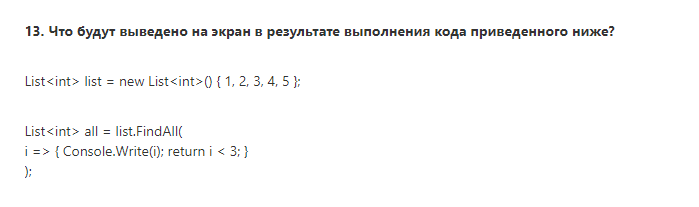 13. Что будут выведено на экран в результате выполнения кода приведенного ниже?
List<int> list = new List<int>() { 1, 2, 3, 4, 5 };
List<int> all = list.FindAll(
i => { Console.Write(i); return i < 3; }
);